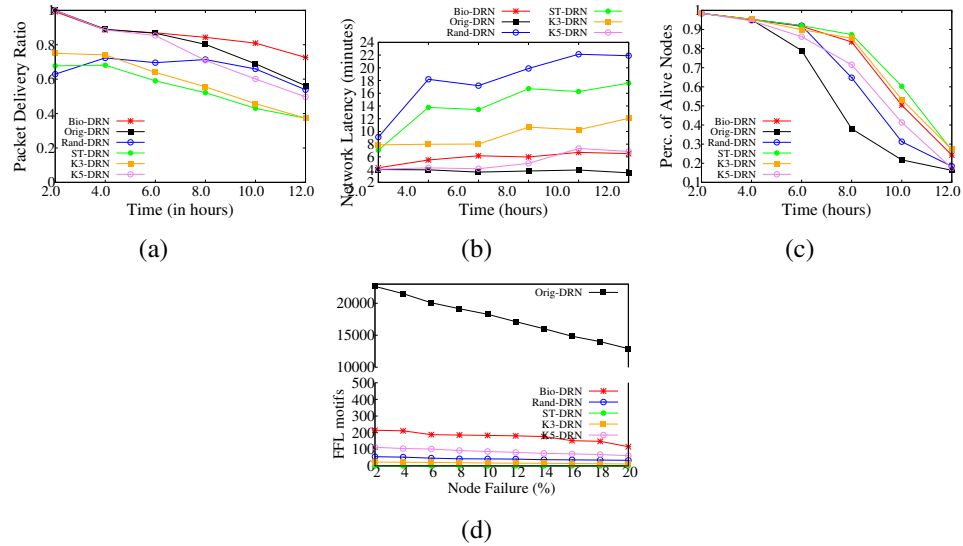 Packet Delivery Ratio
1
0.8
0.6
0.4
0.2
0
Bio-DRN
Orig-DRN
Rand-DRN
ST-DRN
K3-DRN
K5-DRN
2.0 4.0 6.0 8.0 10.0 12.0
Time (in hours)
(a)
Bio-DRN
Orig-DRN
Rand-DRN
ST-DRN
K3-DRN
K5-DRN
Network Latency (minutes)
24
22
20
18
16
14
12
10
8
6
4
2
2.0 4.0 6.0 8.0 10.0 12.0
Time (hours)
(b)
Perc. of Alive Nodes
1
0.9
0.8
0.7
0.6
0.5
0.4
0.3
0.2
0.1
Bio-DRN
Orig-DRN
Rand-DRN
ST-DRN
K3-DRN
K5-DRN
2.0 4.0 6.0 8.0 10.0 12.0
Time (hours)
(c)
Orig-DRN
20000
15000
10000
FFL motifs
500
400
300
200
100
0
Bio-DRN
Rand-DRN
ST-DRN
K3-DRN
K5-DRN
2 4 6 8 10 12 14 16 18 20
Node Failure (%)
(d)